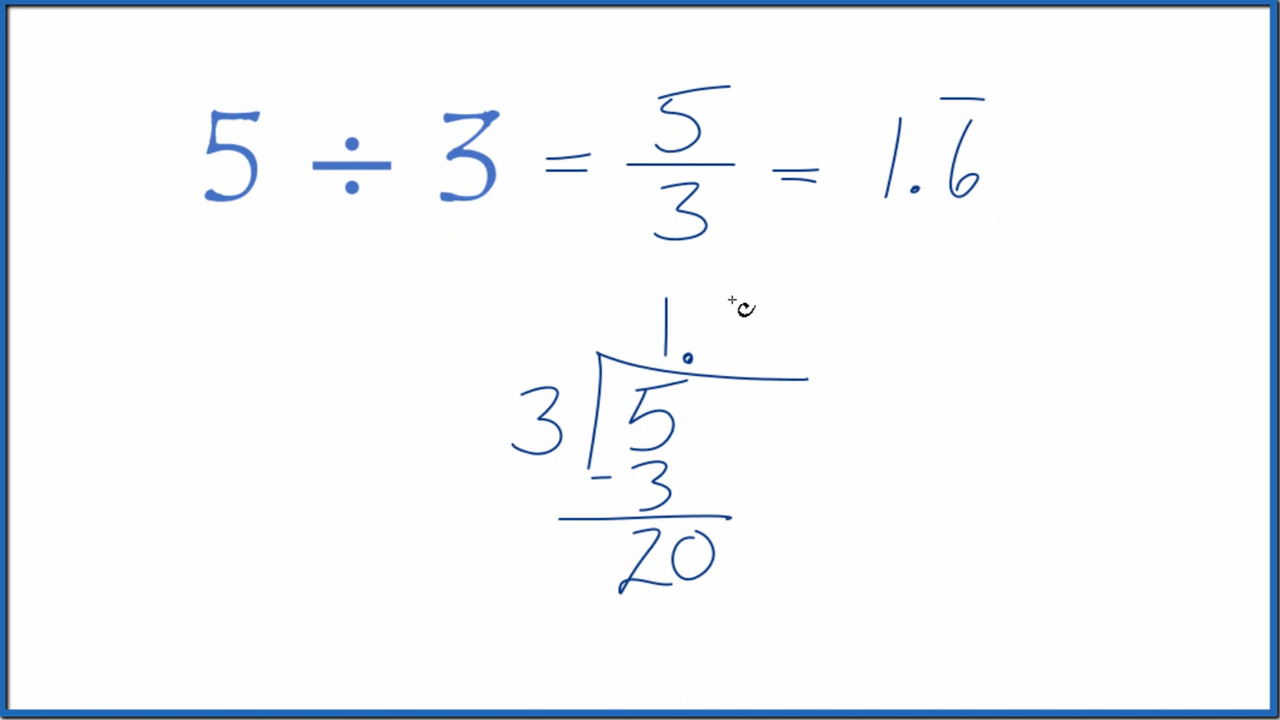 5 ÷ 3 = 5/3 = 1.6̅
1.
3 5
- 3
20